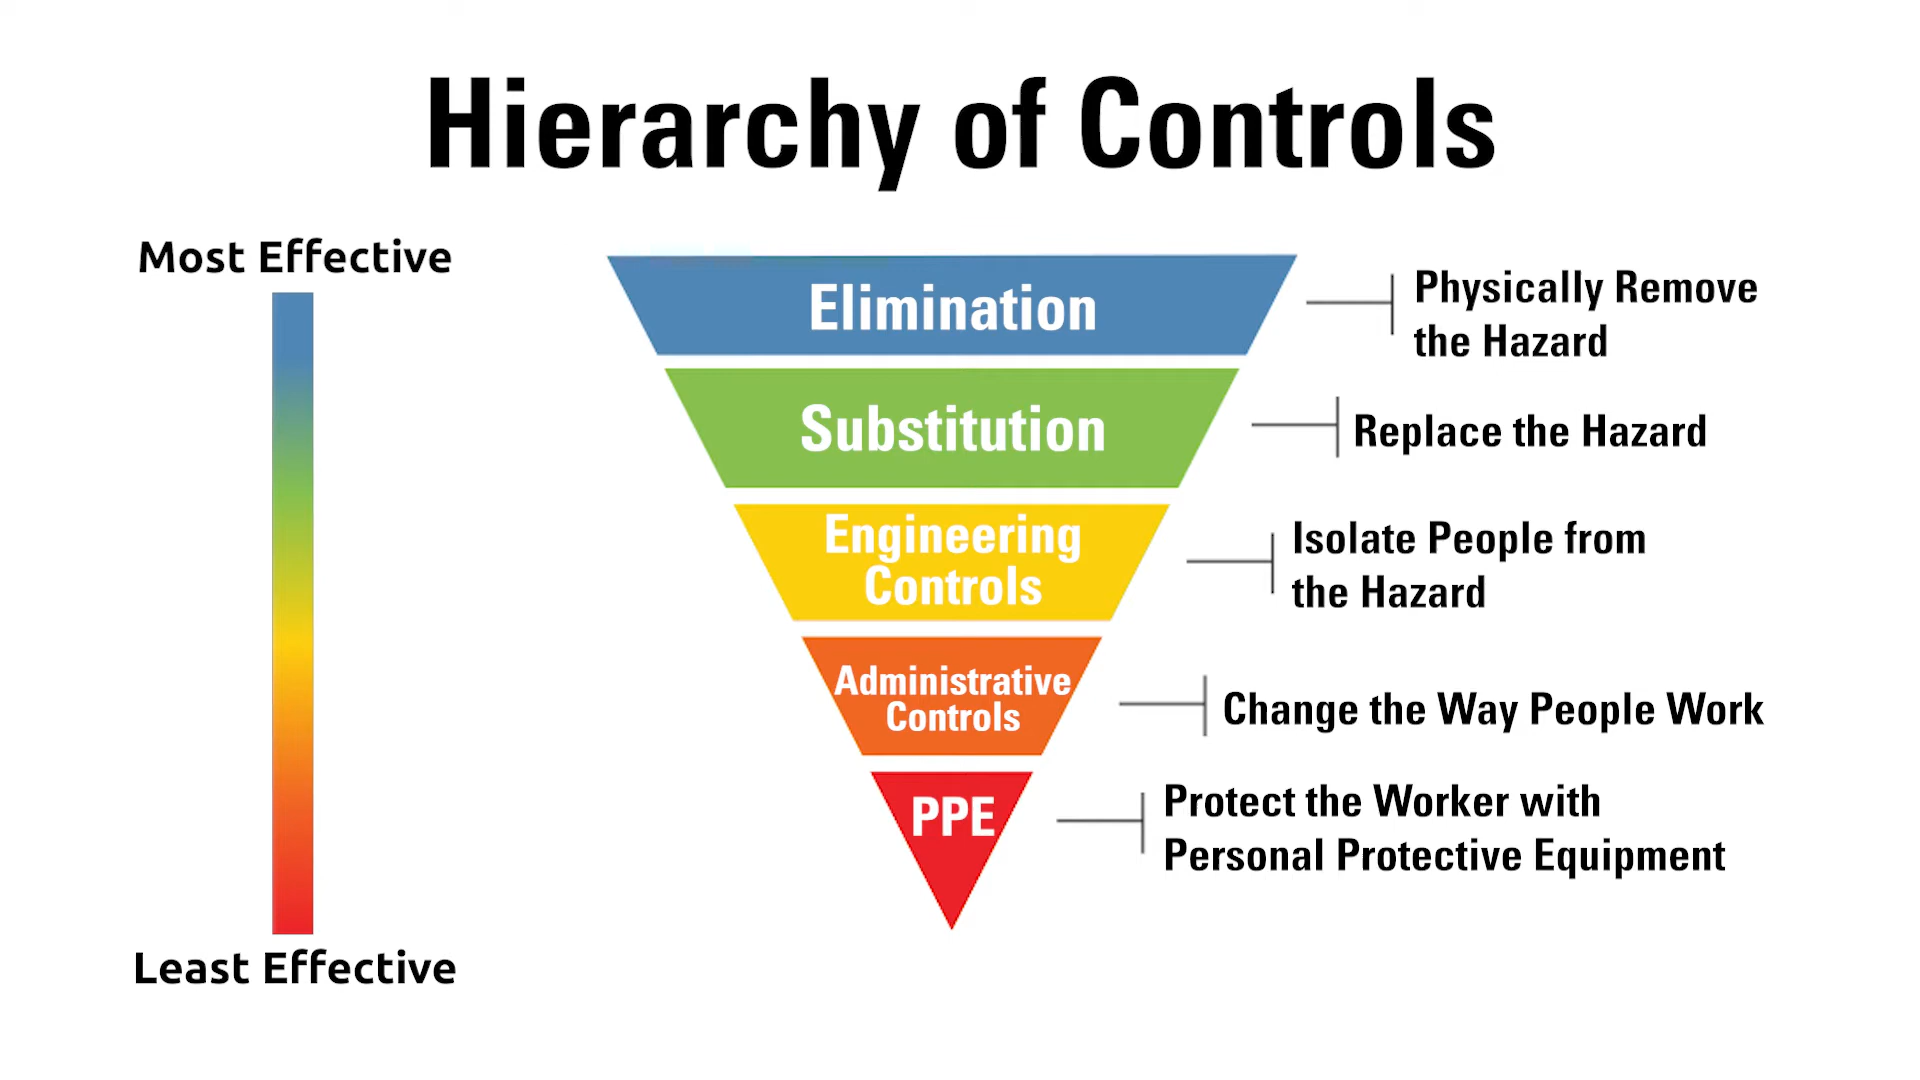 Hierarchy of Controls
Most Effective
Least Effective
Elimination
Physically Remove
the Hazard
Substitution
Replace the Hazard
Engineering
Controls
Isolate People from
the Hazard
Administrative
Controls
Change the Way People Work
PPE
Protect the Worker with
Personal Protective Equipment